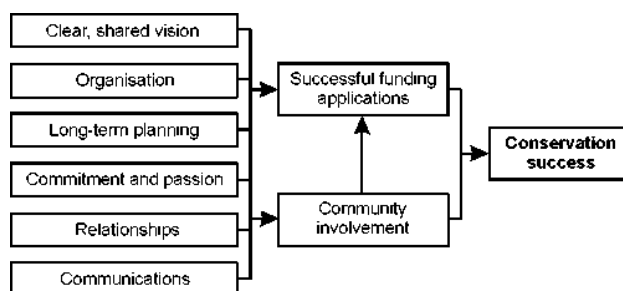 Clear, shared vision
Organisation
Long-term planning
Commitment and passion
Relationships
Communications
Successful funding
applications
Community
involvement
Conservation
success